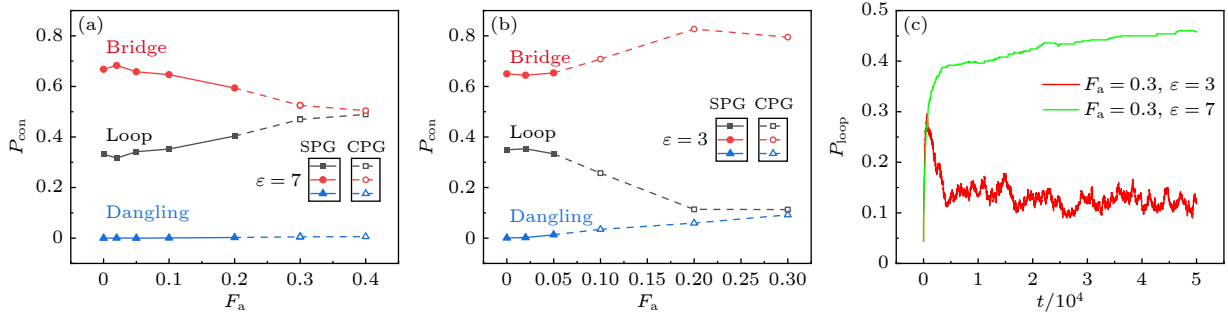 (a)
Bridge
Loop
SPG CPG
ε = 7
Dangling
P_con
0.8
0.6
0.4
0.2
0
0 0.1 0.2 0.3 0.4
F_a
(b)
Bridge
SPG CPG
Loop
ε = 3
Dangling
P_con
0.8
0.6
0.4
0.2
0
0 0.05 0.10 0.15 0.20 0.25 0.30
F_a
(c)
F_a = 0.3, ε = 3
F_a = 0.3, ε = 7
P_loop
0.5
0.4
0.3
0.2
0.1
0
0 1 2 3 4 5
t/10⁴